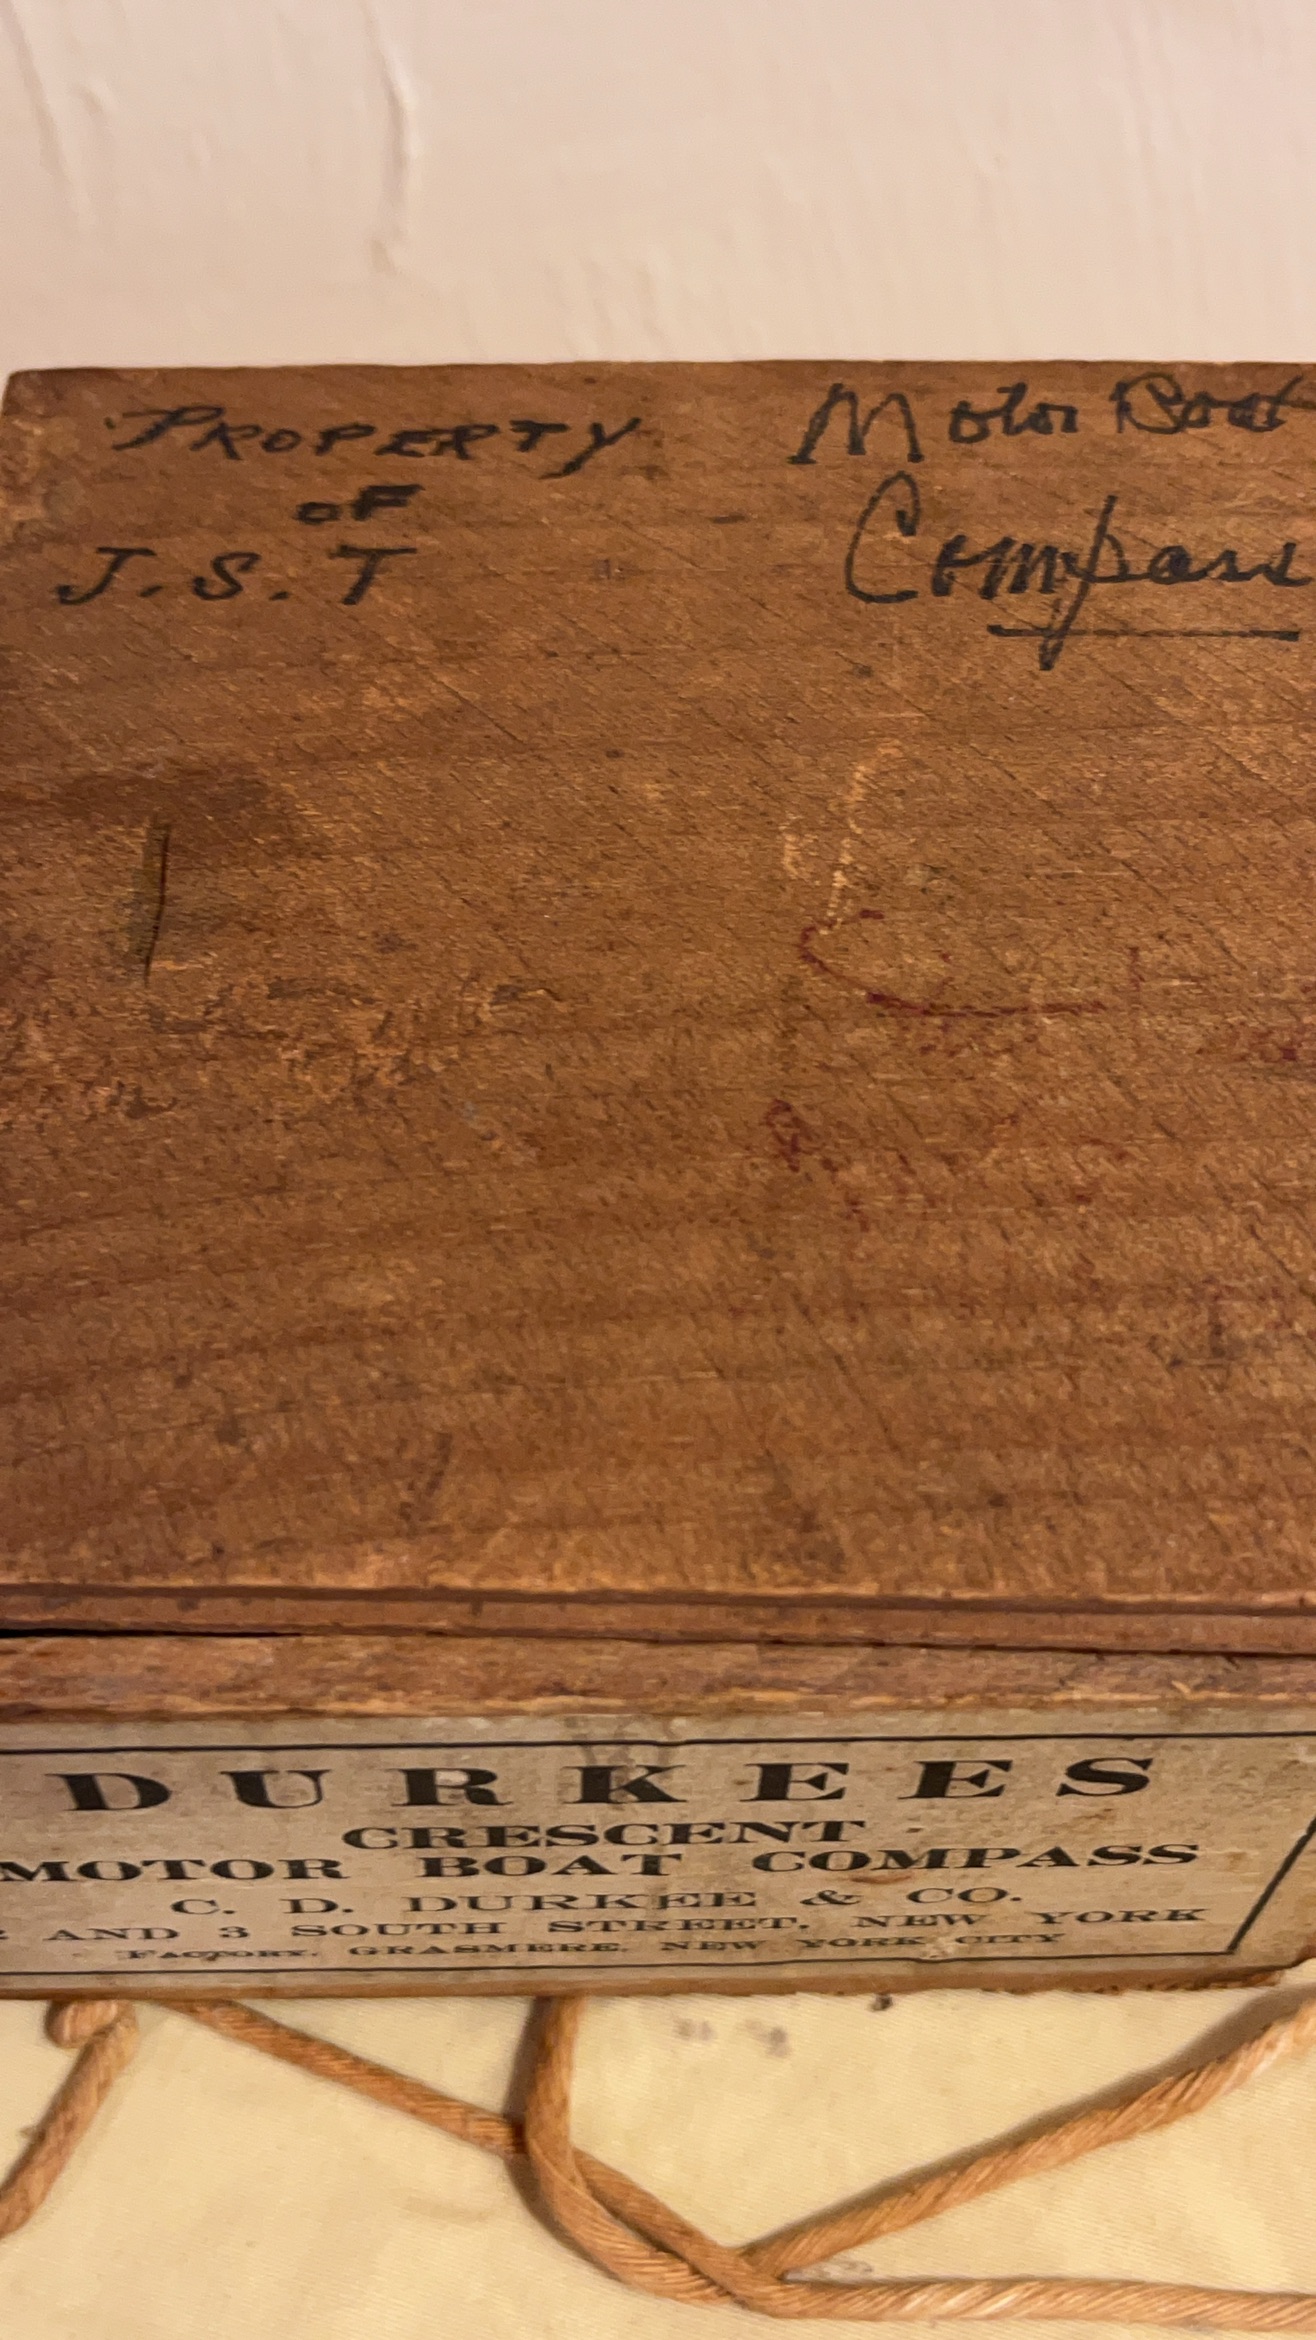 PROPERTY
OF
J.S.T
Motor Boat
Compass
DURKEES
CRESCENT
MOTOR BOAT COMPASS
C. D. DURKEE & CO.
AND 3 SOUTH STREET, NEW YORK
FACTORY, GRASMERE, NEW YORK CITY